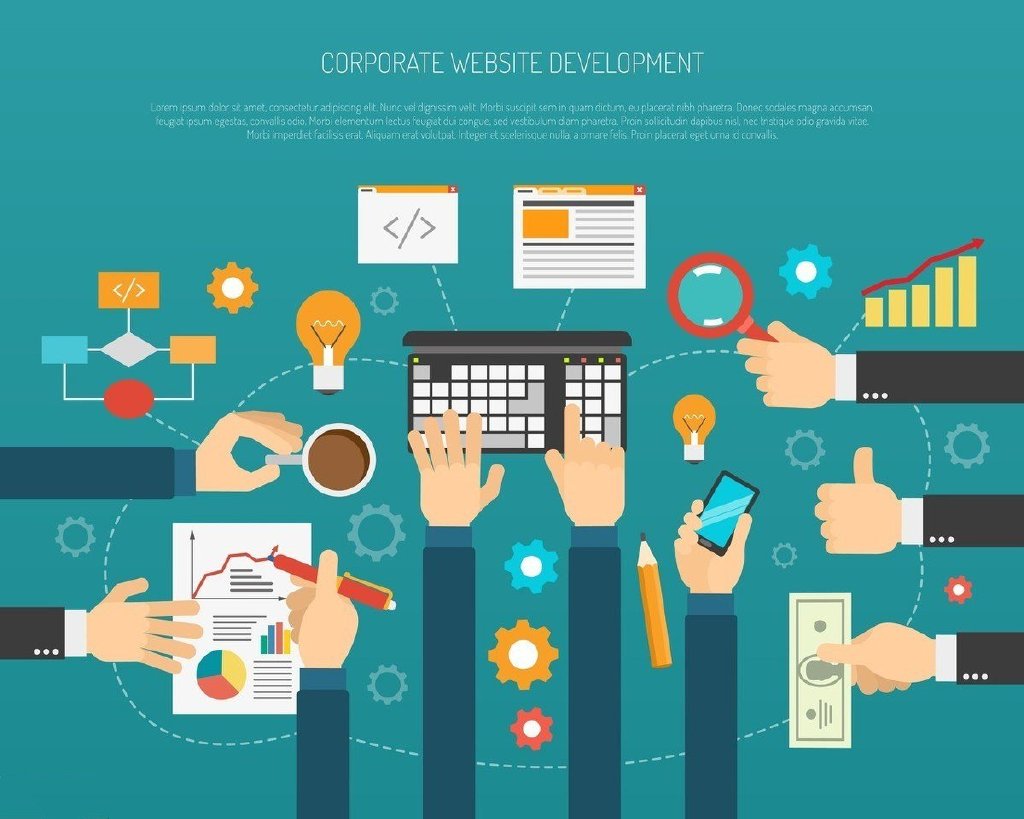 CORPORATE WEBSITE DEVELOPMENT
Lorem ipsum dolor sit amet, consectetur adipiscing elit. Nunc vel dignissim velit. Morbi suscipit sem in quam dictum, eu placerat nibh pharetra. Donec sodales magna accumsan,
feugiat ipsum egestas, convallis odio. Morbi elementum lectus feugiat dui congue, sed vestibulum diam pharetra. Proin sollicitudin dapibus nisl, nec tristique odio gravida vitae.
Morbi imperdiet facilisis erat. Aliquam erat volutpat. Integer et scelerisque nulla, a ornare felis. Proin placerat eget urna id convallis.
</> 
</>